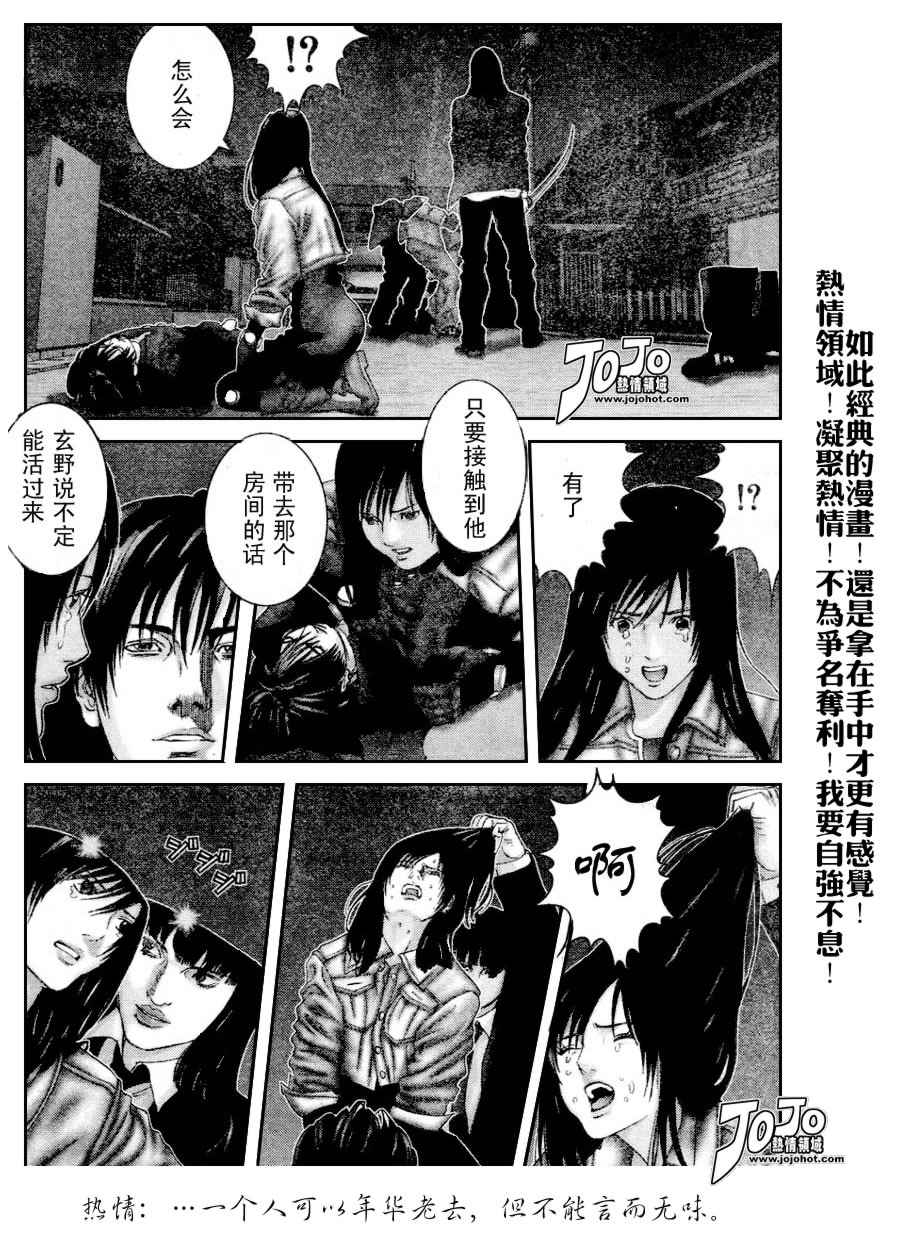 !?
怎么会
JOJO
熱情領域
www.jojohot.com
!?
有了
只要接触到他
带去那个
房间的话
玄野说不定
能活过来
啊
ヨヨヨ
JOJO
熱情領域
www.jojohot.com
如此經典的漫畫！還是拿在手中才更有感覺！
熱情領域！凝聚熱情！不為爭名奪利！我要自強不息！
热情：…一个人可以年华老去，但不能言而无味。